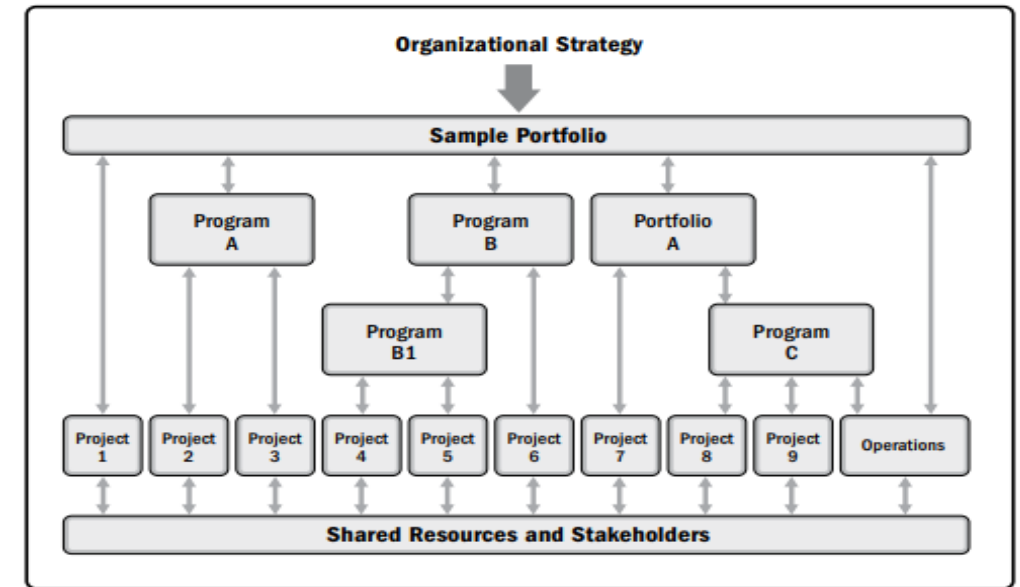 Organizational Strategy
Sample Portfolio
Program
A
Program
B
Portfolio
A
Program
B1
Program
C
Project
1
Project
2
Project
3
Project
4
Project
5
Project
6
Project
7
Project
8
Project
9
Operations
Shared Resources and Stakeholders